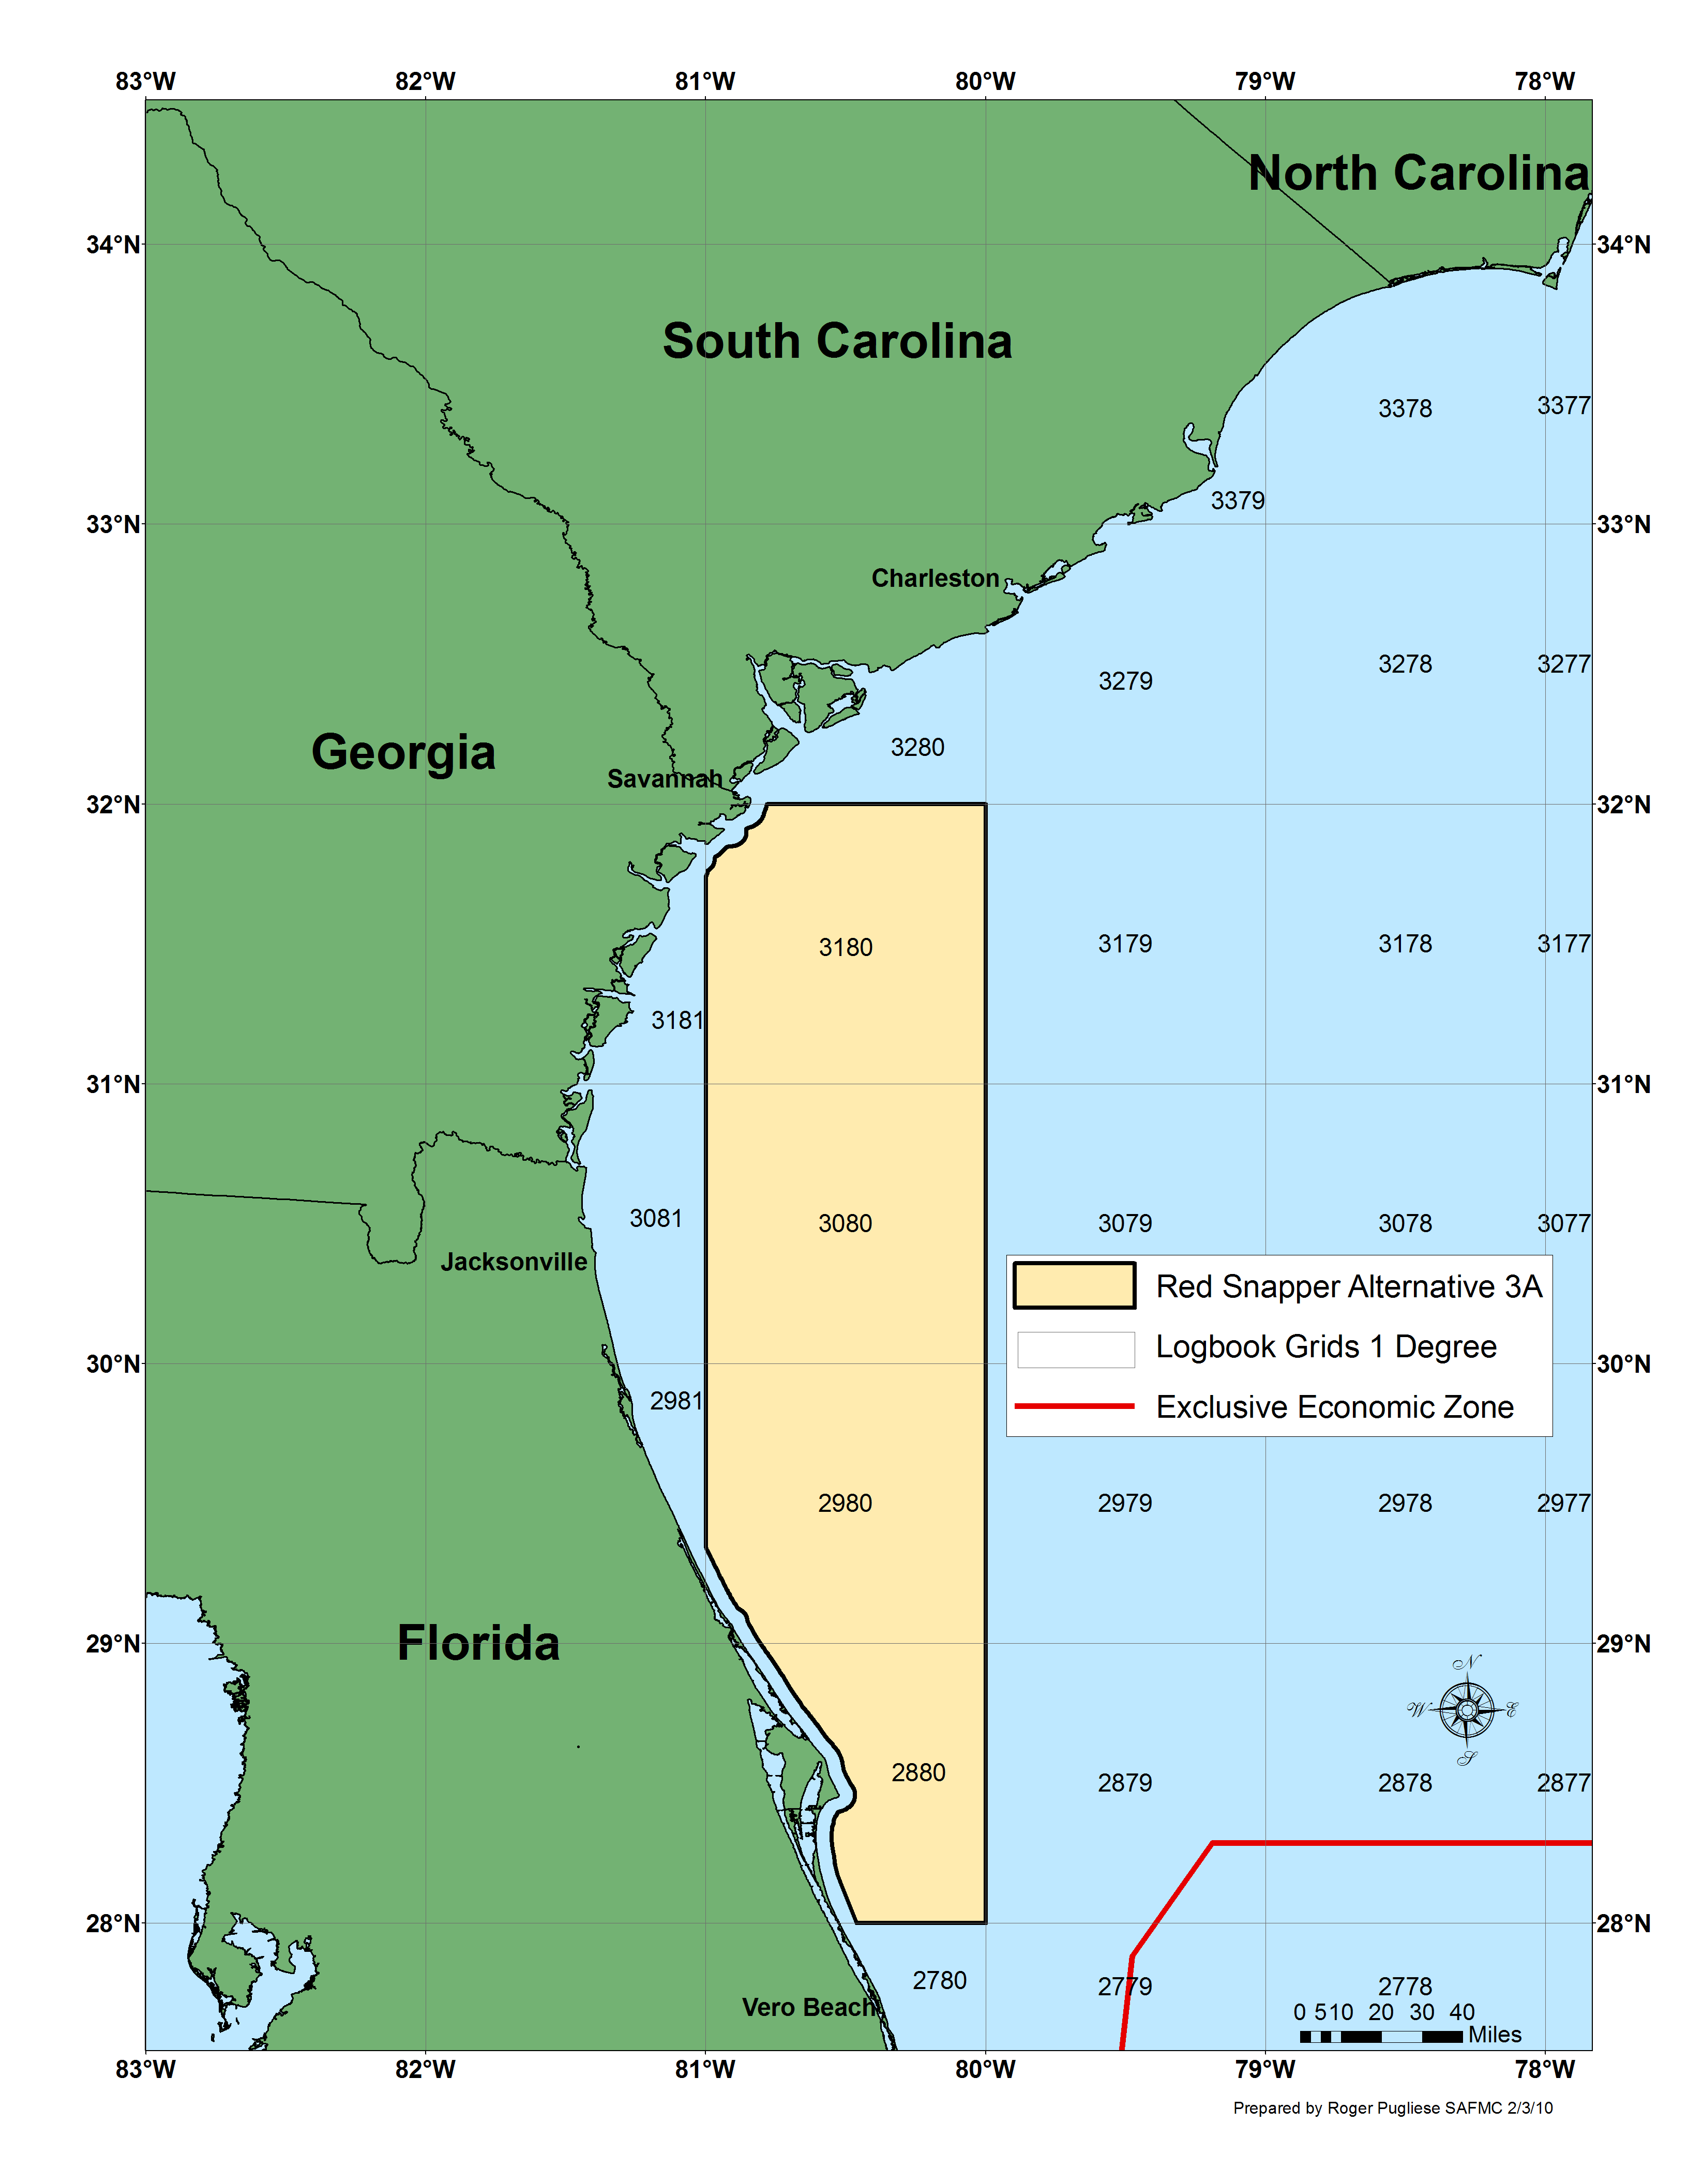 83°W 82°W 81°W 80°W 79°W 78°W
North Carolina
34°N 34°N
South Carolina
3378 3377
3379
33°N 33°N
Charleston
3278 3277
3279
Georgia
3280
Savannah
32°N 32°N
3180 3179 3178 3177
3181
31°N 31°N
3081 3080 3079 3078 3077
Jacksonville
Red Snapper Alternative 3A
Logbook Grids 1 Degree
30°N 30°N
2981
Exclusive Economic Zone
2980 2979 2978 2977
Florida
29°N 29°N
N
W E
S
2880 2879 2878 2877
28°N 28°N
2780 2779 2778
Vero Beach
0 5 10 20 30 40
Miles
83°W 82°W 81°W 80°W 79°W 78°W
Prepared by Roger Pugliese SAFMC 2/3/10